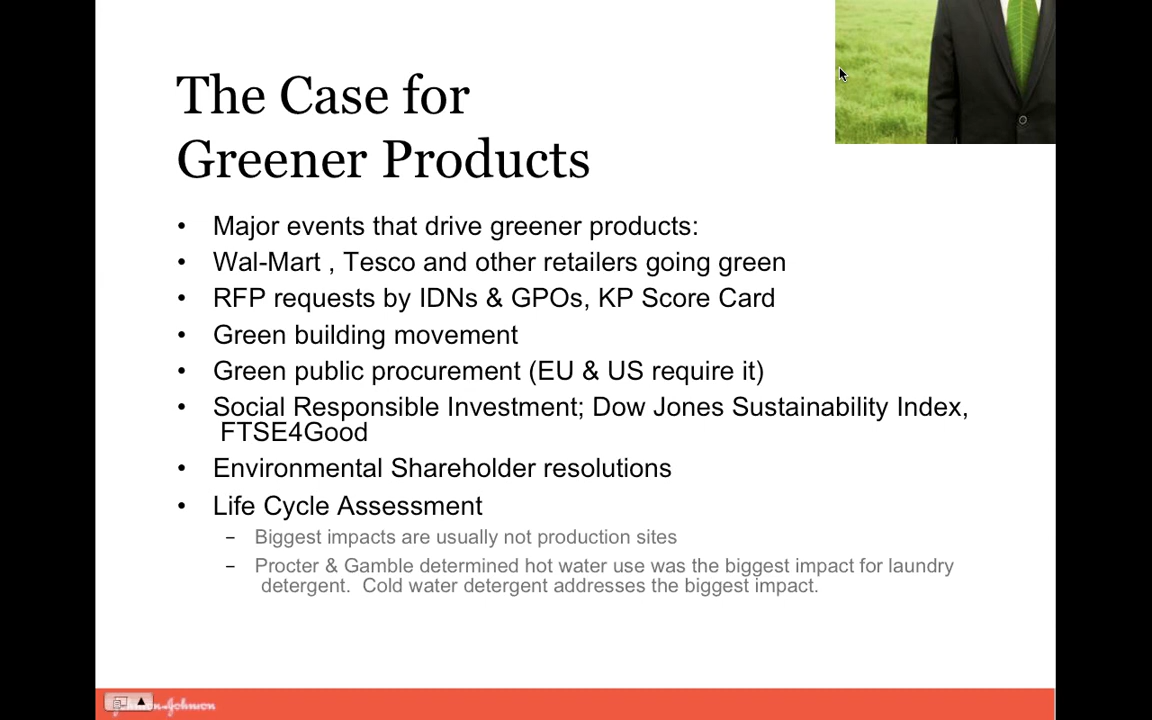 The Case for
Greener Products
• Major events that drive greener products:
• Wal-Mart , Tesco and other retailers going green
• RFP requests by IDNs & GPOs, KP Score Card
• Green building movement
• Green public procurement (EU & US require it)
• Social Responsible Investment; Dow Jones Sustainability Index,
FTSE4Good
• Environmental Shareholder resolutions
• Life Cycle Assessment
– Biggest impacts are usually not production sites
– Procter & Gamble determined hot water use was the biggest impact for laundry
detergent. Cold water detergent addresses the biggest impact.